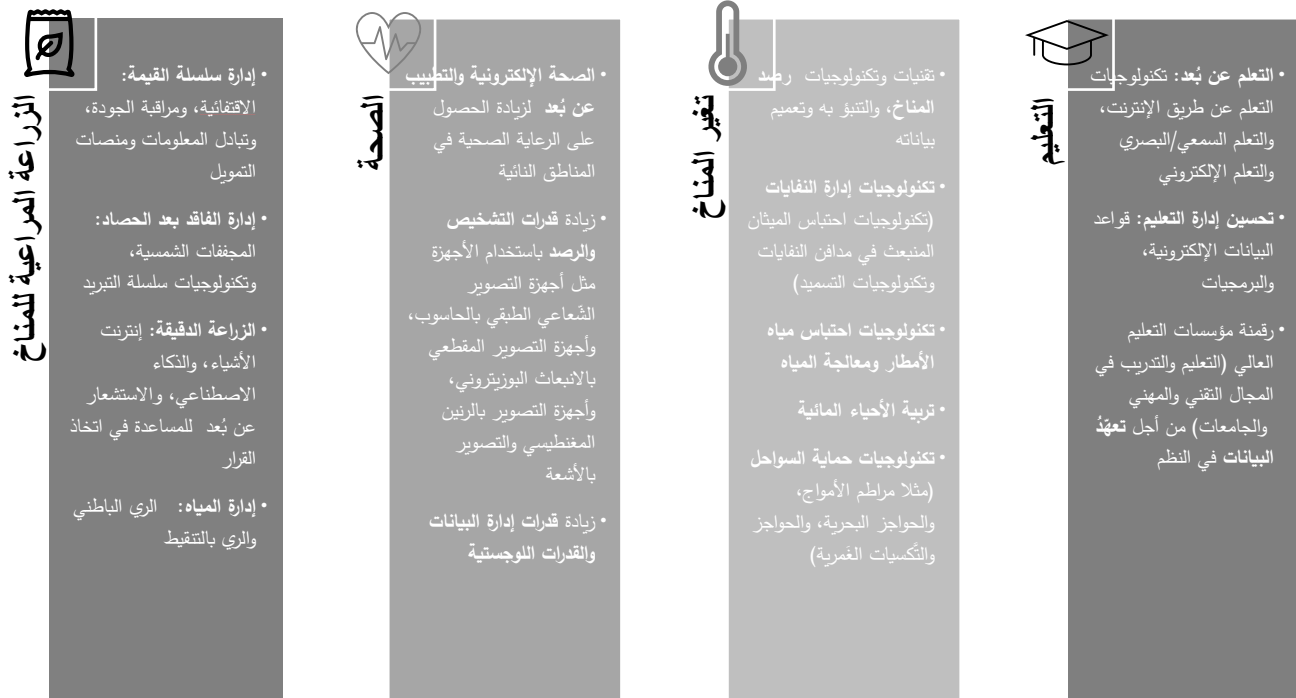 التعليم
• التعلم عن بُعد: تكنولوجيات
التعلم عن طريق الإنترنت،
والتعلم السمعي/البصري
والتعلم الإلكتروني
• تحسين إدارة التعليم: قواعد
البيانات الإلكترونية،
والبرمجيات
• رقمنة مؤسسات التعليم
العالي (التعليم والتدريب في
المجال التقني والمهني
والجامعات) من أجل تعهّدُ
البيانات في النظم
تغير المناخ
• تقنيات وتكنولوجيات رصد
المناخ، والتنبؤ به وتعميم
بياناته
• تكنولوجيات إدارة النفايات
(تكنولوجيات احتباس الميثان
المنبعث في مدافن النفايات
وتكنولوجيات التسميد)
• تكنولوجيات احتباس مياه
الأمطار ومعالجة المياه
• تربية الأحياء المائية
• تكنولوجيات حماية السواحل
(مثلا مراطم الأمواج،
والحواجز البحرية، والحواجز
والتَّكسيات الغَمرية)
الصحة
• الصحة الإلكترونية والتطبيب
عن بُعد لزيادة الحصول
على الرعاية الصحية في
المناطق النائية
• زيادة قدرات التشخيص
والرصد باستخدام الأجهزة
مثل أجهزة التصوير
الشّعاعي الطبقي بالحاسوب،
وأجهزة التصوير المقطعي
بالانبعاث البوزيتروني،
وأجهزة التصوير بالرنين
المغنطيسي والتصوير
بالأشعة
• زيادة قدرات إدارة البيانات
والقدرات اللوجستية
الزراعة المراعية للمناخ
• إدارة سلسلة القيمة:
الاقتفائية، ومراقبة الجودة،
وتبادل المعلومات ومنصات
التمويل
• إدارة الفاقد بعد الحصاد:
المجففات الشمسية،
وتكنولوجيات سلسلة التبريد
• الزراعة الدقيقة: إنترنت
الأشياء، والذكاء
الاصطناعي، والاستشعار
عن بُعد للمساعدة في اتخاذ
القرار
• إدارة المياه: الري الباطني
والري بالتنقيط